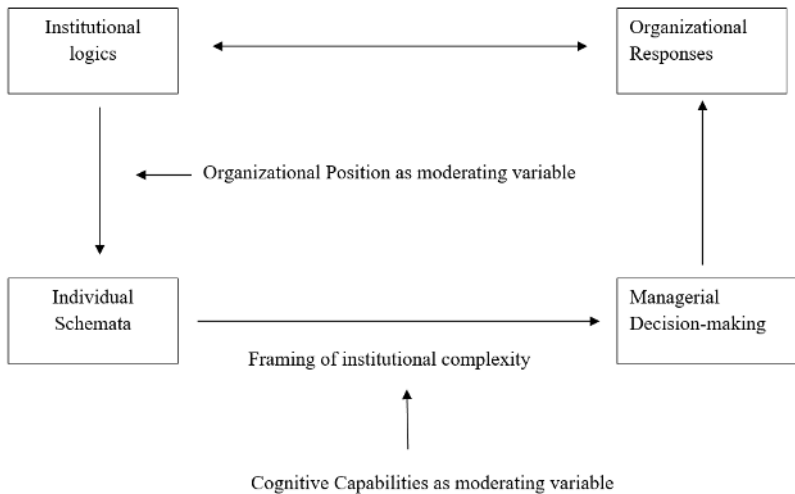 Institutional
logics
Organizational
Responses
Organizational Position as moderating variable
Individual
Schemata
Managerial
Decision-making
Framing of institutional complexity
Cognitive Capabilities as moderating variable